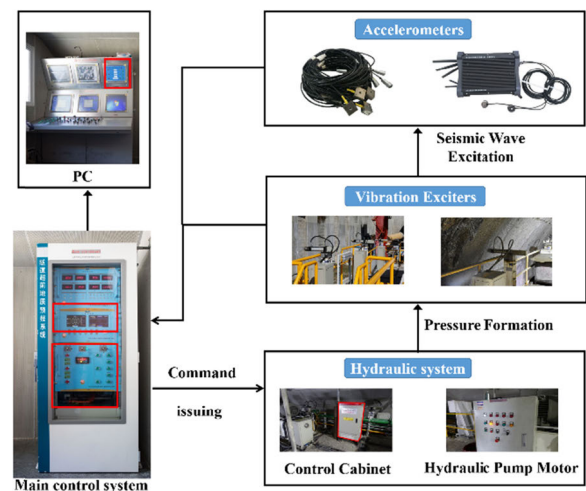 Accelerometers
PC
Seismic Wave
Excitation
Vibration Exciters
Pressure Formation
Hydraulic system
Command
issuing
Control Cabinet
Hydraulic Pump Motor
Main control system